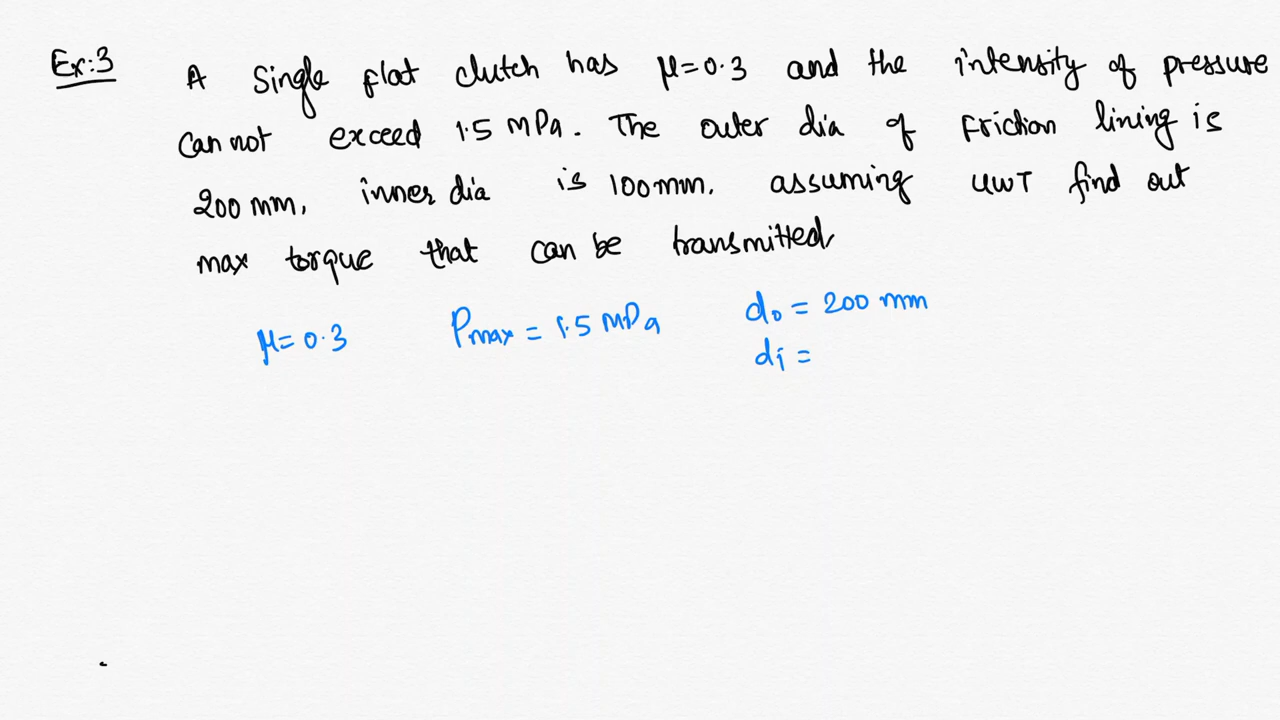 Ex:3 A Single flat clutch has μ=0.3 and the intensity of pressure
Can not exceed 1.5 MPa. The outer dia of Friction lining is
200 mm, inner dia is 100mm. assuming UWT find out
max torque that can be transmitted
μ= 0.3 Pmax = 1.5 MPa do = 200 mm
di =